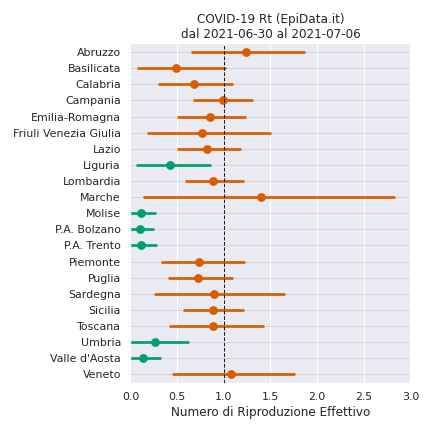 COVID-19 Rt (EpiData.it)
dal 2021-06-30 al 2021-07-06
Abruzzo
Basilicata
Calabria
Campania
Emilia-Romagna
Friuli Venezia Giulia
Lazio
Liguria
Lombardia
Marche
Molise
P.A. Bolzano
P.A. Trento
Piemonte
Puglia
Sardegna
Sicilia
Toscana
Umbria
Valle d'Aosta
Veneto
0.0 0.5 1.0 1.5 2.0 2.5 3.0
Numero di Riproduzione Effettivo